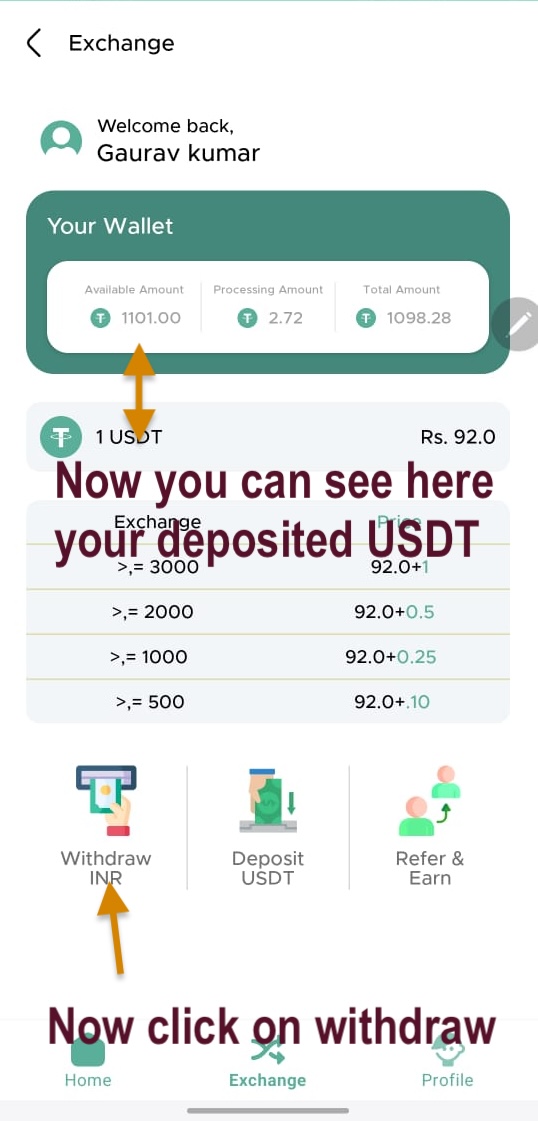 Exchange
Welcome back,
Gaurav kumar
Your Wallet
Available Amount Processing Amount Total Amount
1101.00 2.72 1098.28
1 USDT Rs. 92.0
Now you can see here
Exchange Price
your deposited USDT
>,= 3000 92.0+1
>,= 2000 92.0+0.5
>,= 1000 92.0+0.25
>,= 500 92.0+.10
Withdraw Deposit Refer &
INR USDT Earn
Now click on withdraw
Home Exchange Profile